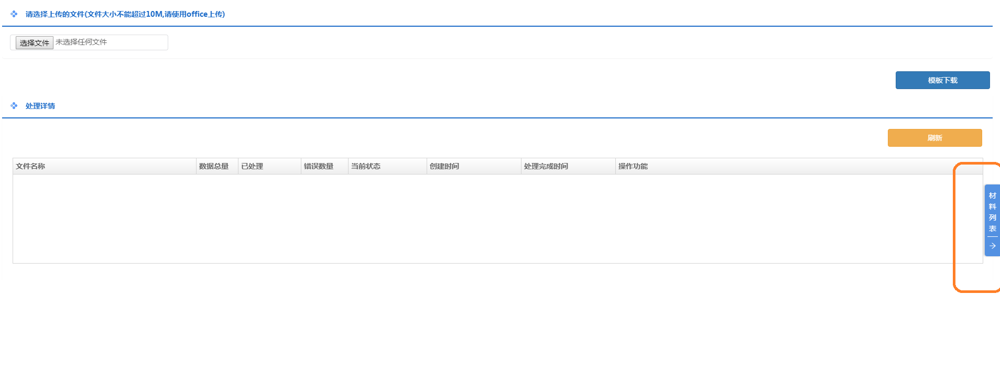 请选择上传的文件(文件大小不能超过10M,请使用office上传)
选择文件 未选择任何文件
模板下载
处理详情
刷新
文件名称 数据总量 已处理 错误数量 当前状态 创建时间 处理完成时间 操作功能
材
料
列
表